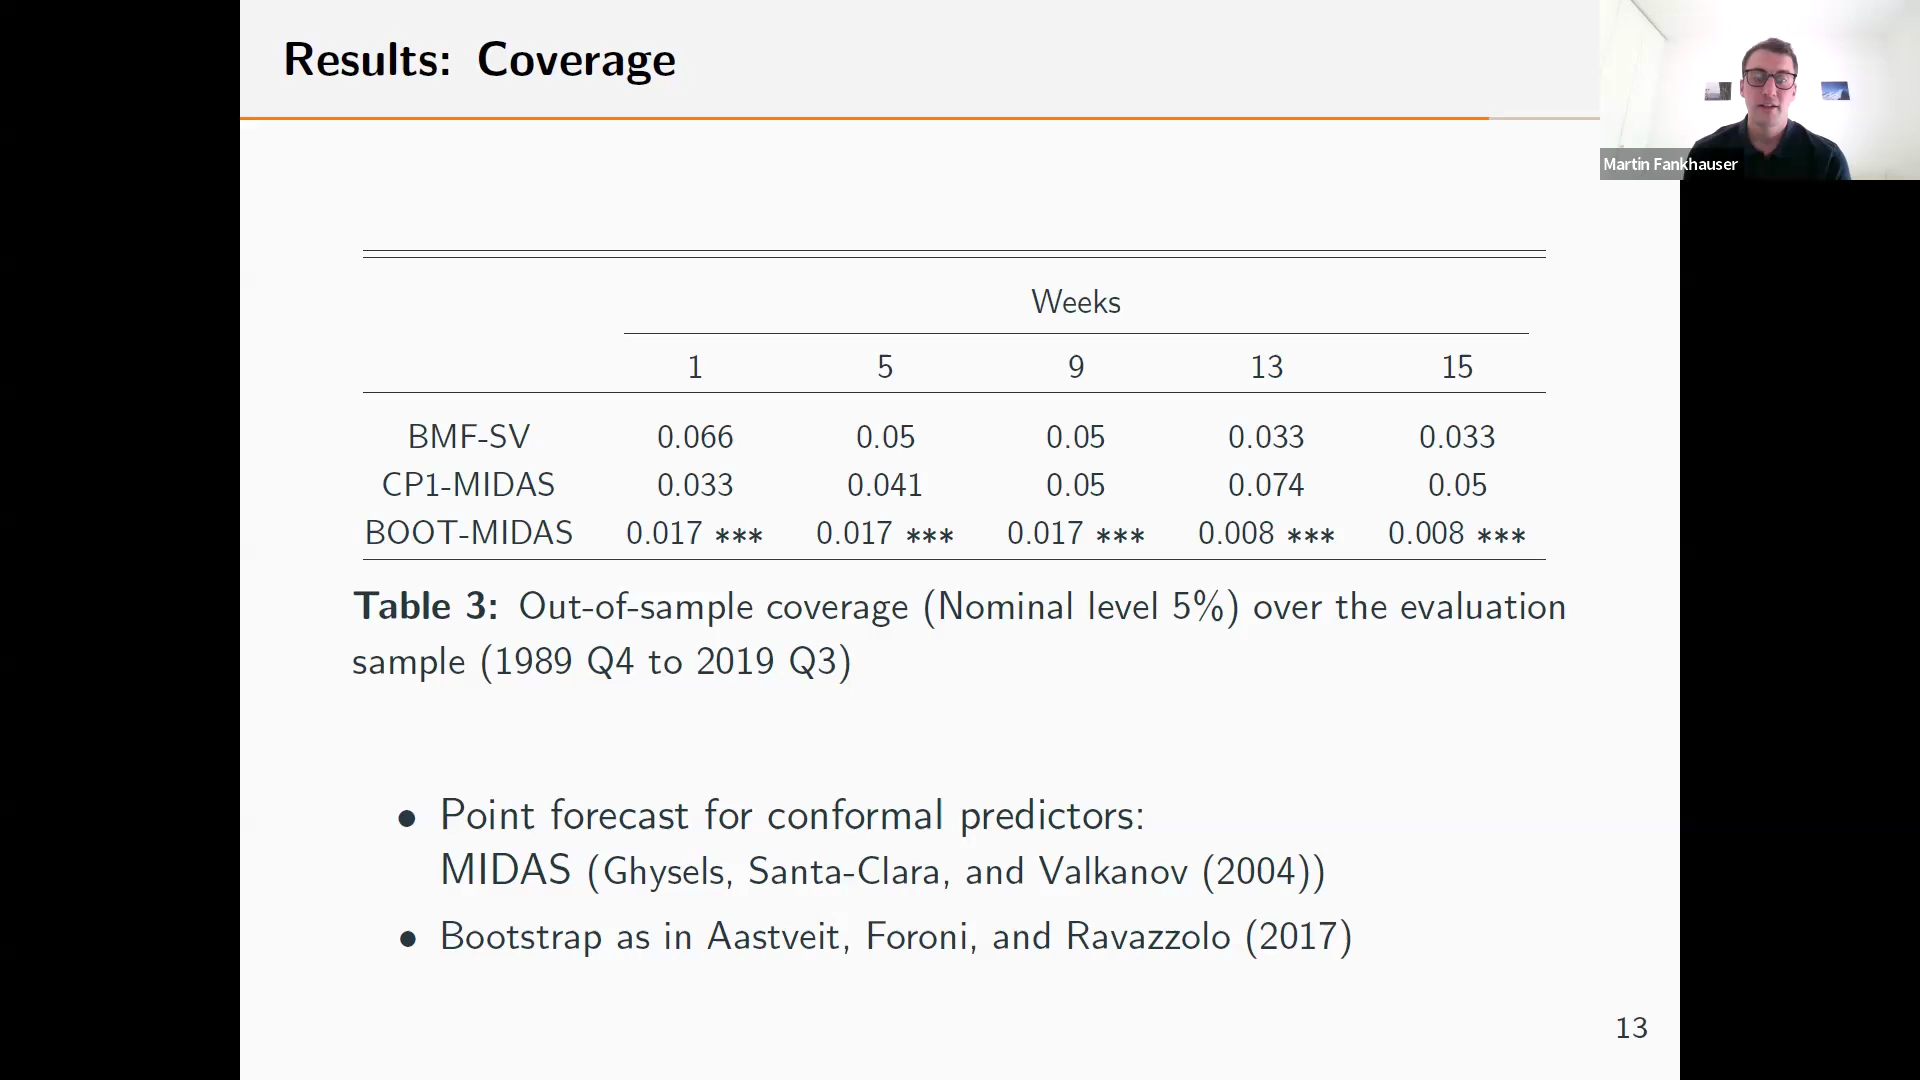 Results: Coverage
Martin Fankhauser
Weeks
1 5 9 13 15
BMF-SV 0.066 0.05 0.05 0.033 0.033
CP1-MIDAS 0.033 0.041 0.05 0.074 0.05
BOOT-MIDAS 0.017 *** 0.017 *** 0.017 *** 0.008 *** 0.008 ***
Table 3: Out-of-sample coverage (Nominal level 5%) over the evaluation
sample (1989 Q4 to 2019 Q3)
• Point forecast for conformal predictors:
MIDAS (Ghysels, Santa-Clara, and Valkanov (2004))
• Bootstrap as in Aastveit, Foroni, and Ravazzolo (2017)
13